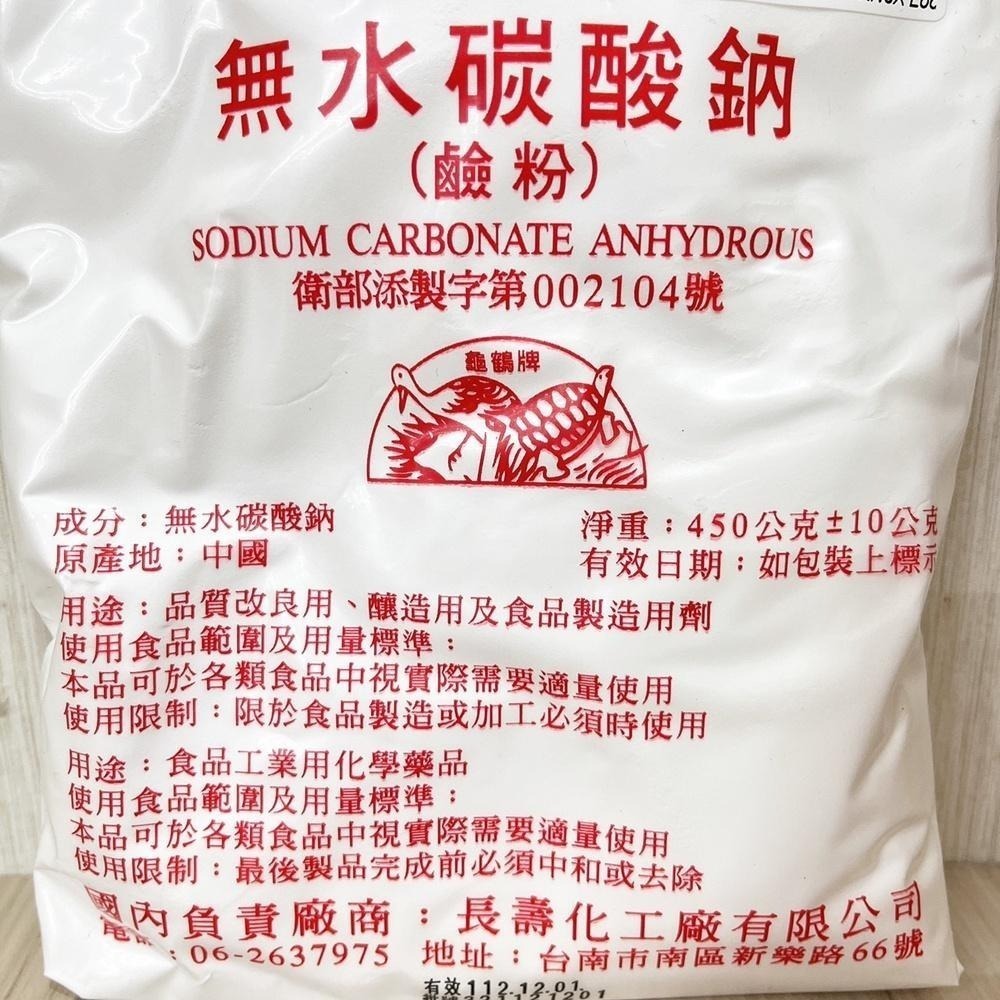 無水碳酸鈉
(鹼粉)
SODIUM CARBONATE ANHYDROUS
衛部添製字第002104號
龜鶴牌
成分：無水碳酸鈉
淨重：450公克±10公克
原產地：中國
有效日期：如包裝上標示
用途：品質改良用、釀造用及食品製造用劑
使用食品範圍及用量標準：
本品可於各類食品中視實際需要適量使用
使用限制：限於食品製造或加工必須時使用
用途：食品工業用化學藥品
使用食品範圍及用量標準；
本品可於各類食品中視實際需要適量使用
使用限制：最後製品完成前必須中和或去除
國內負責廠商：長壽化工廠有限公司
電話：06-2637975 地址：台南市南區新樂路66號
有效112.12.01.